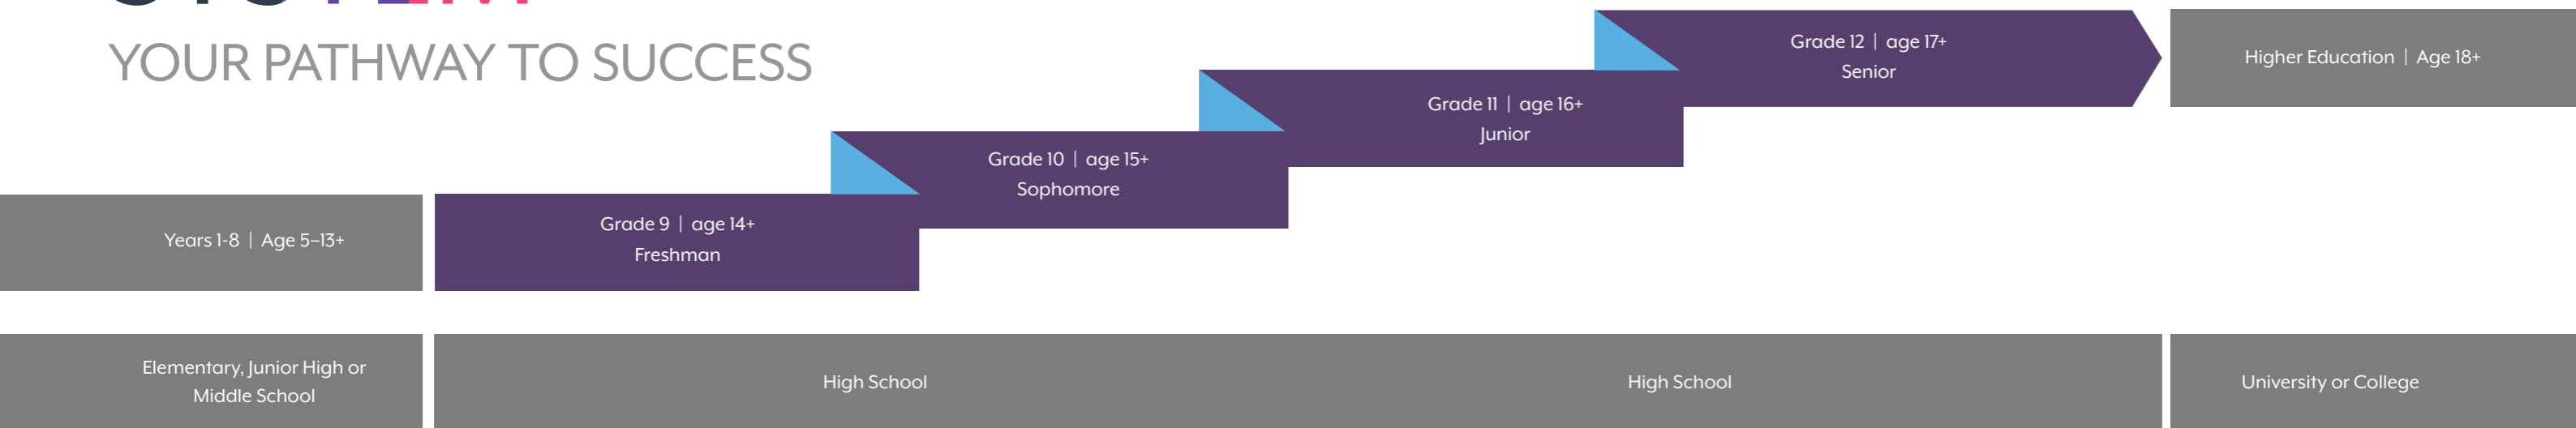 YOUR PATHWAY TO SUCCESS
Years 1-8 | Age 5–13+
Grade 9 | age 14+
Freshman
Grade 10 | age 15+
Sophomore
Grade 11 | age 16+
Junior
Grade 12 | age 17+
Senior
Higher Education | Age 18+
Elementary, Junior High or
Middle School
High School
High School
University or College